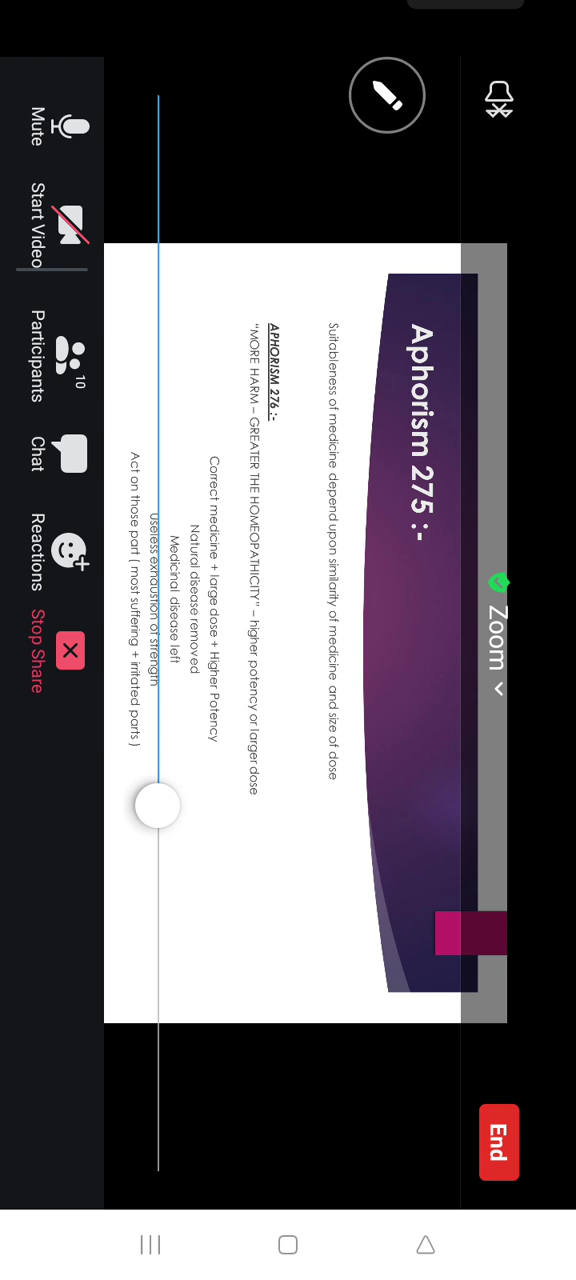 Zoom
End
Aphorism 275 :-
Suitableness of medicine depend upon similarity of medicine and size of dose
APHORISM 276 :-
"MORE HARM – GREATER THE HOMEOPATHICITY" – higher potency or larger dose
Correct medicine + large dose + Higher Potency
Natural disease removed
Medicinal disease left
useless exhaustion of strength
Act on those part ( most suffering + irritated parts )
Mute
Start Video
Participants
10
Chat
Reactions
Stop Share